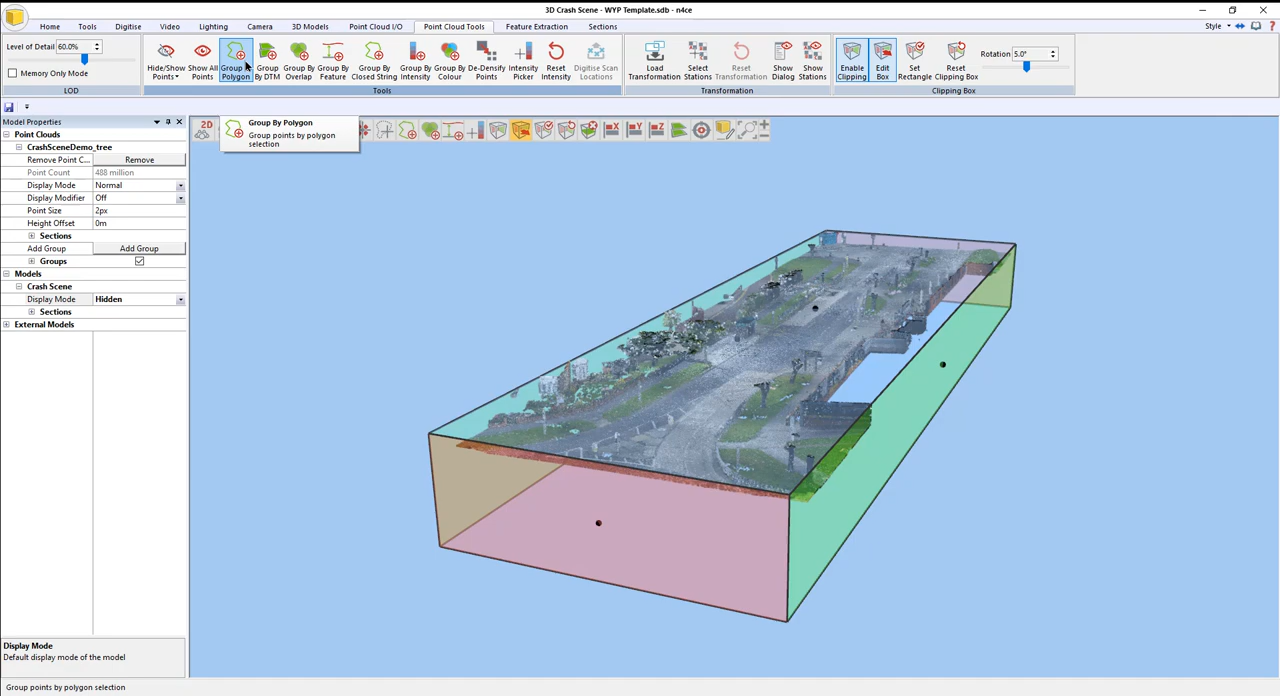 3D Crash Scene - WYP Template.sdb - n4ce
Home Tools Digitise Video Lighting Camera 3D Models Point Cloud I/O Point Cloud Tools Feature Extraction Sections Style
Level of Detail 60.0%
Memory Only Mode
LOD
Hide/Show Points
Show All Points
Group By Polygon
Group By DTM
Group By Overlap
Group By Feature
Group By Closed String
Group By Intensity
Group By Colour
De-Densify Points
Intensity Picker
Reset Intensity
Digitise Scan Locations
Tools
Load Transformation
Select Stations
Reset Transformation
Show Dialog
Show Stations
Transformation
Enable Clipping
Edit Box
Set Rectangle
Reset Clipping Box
Rotation 5.0°
Clipping Box
Model Properties
Point Clouds
CrashSceneDemo_tree
Remove Point C... Remove
Point Count 488 million
Display Mode Normal
Display Modifier Off
Point Size 2px
Height Offset 0m
Sections
Add Group Add Group
Groups
Models
Crash Scene
Display Mode Hidden
Sections
External Models
2D
Group By Polygon
Group points by polygon
selection
X Y Z
Display Mode
Default display mode of the model
Group points by polygon selection